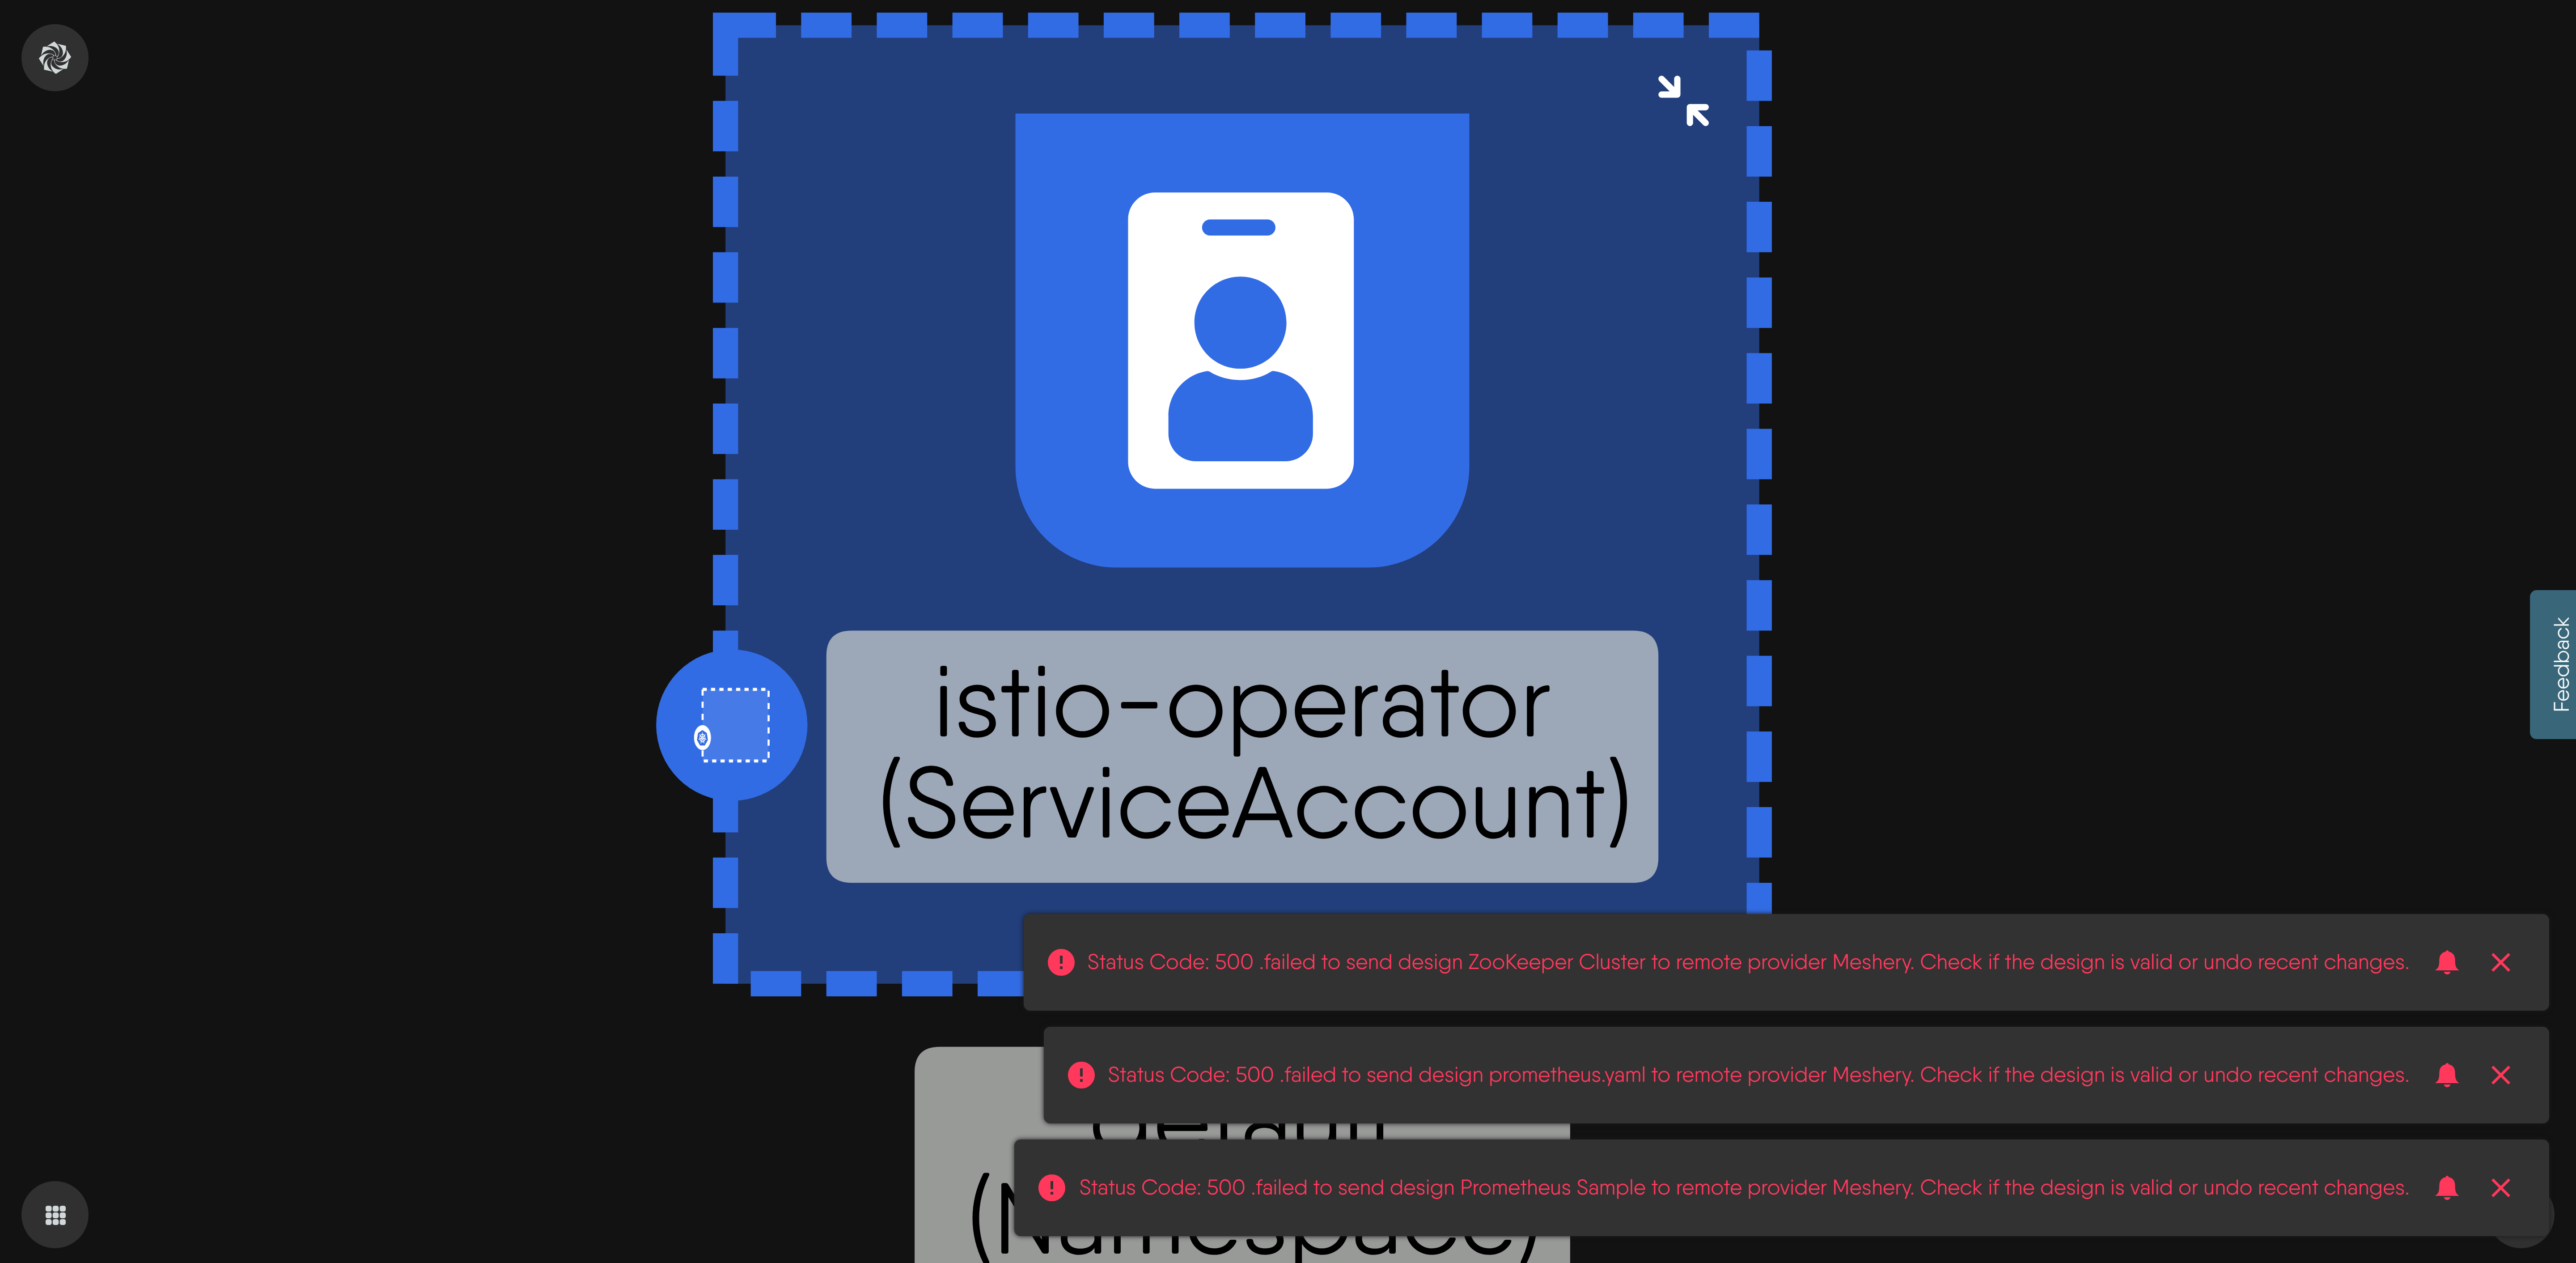 istio-operator
(ServiceAccount)
Feedback
Status Code: 500 .failed to send design ZooKeeper Cluster to remote provider Meshery. Check if the design is valid or undo recent changes.
Status Code: 500 .failed to send design prometheus.yaml to remote provider Meshery. Check if the design is valid or undo recent changes.
Status Code: 500 .failed to send design Prometheus Sample to remote provider Meshery. Check if the design is valid or undo recent changes.
(Namespace)